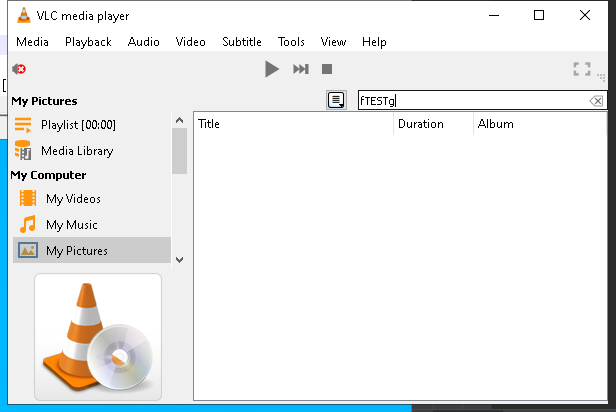 VLC media player
Media Playback Audio Video Subtitle Tools View Help
My Pictures
fTESTg
Playlist [00:00]
Title Duration Album
Media Library
My Computer
My Videos
My Music
My Pictures
[